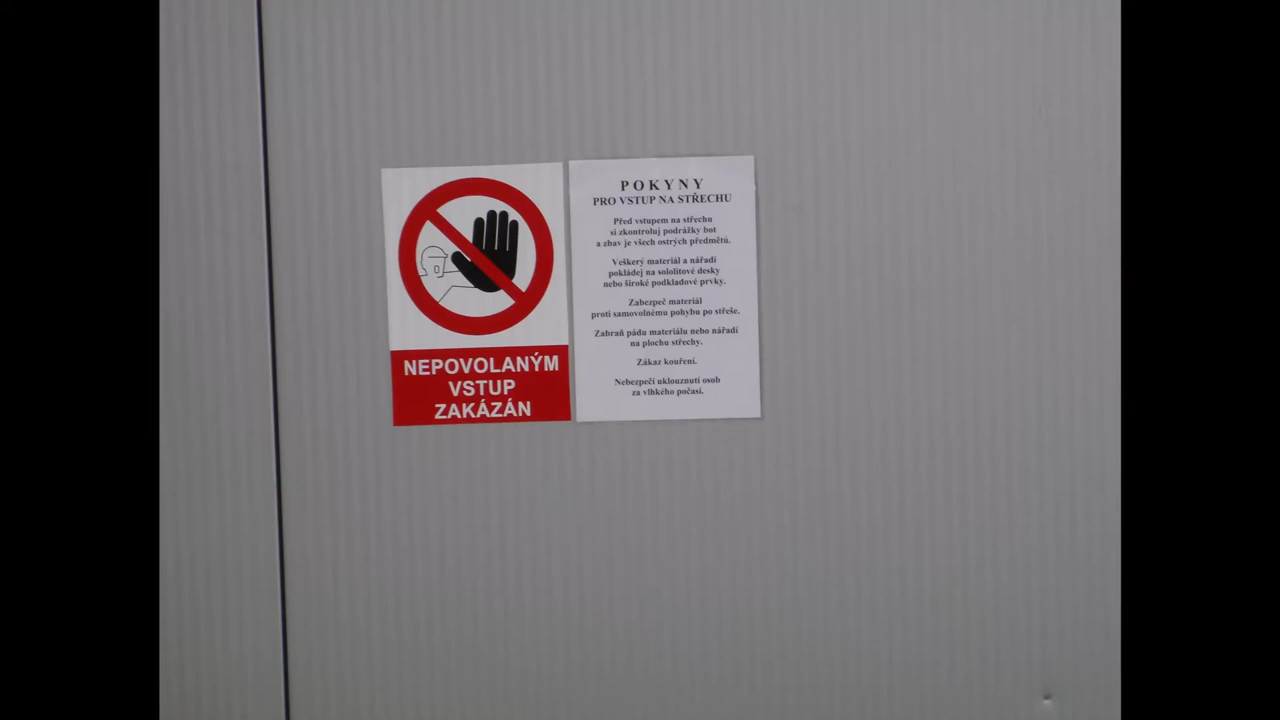 NEPOVOLANÝM
VSTUP
ZAKÁZÁN
POKYNY
PRO VSTUP NA STŘECHU
Před vstupem na střechu
si zkontroluj podrážky bot
a zbav je všech ostrých předmětů.
Veškerý materiál a nářadí
pokládej na sololitové desky
nebo široké podkladové prvky.
Zabezpeč materiál
proti samovolnému pohybu po střeše.
Zabraň pádu materiálu nebo nářadí
na plochu střechy.
Zákaz kouření.
Nebezpečí uklouznutí osob
za vlhkého počasí.